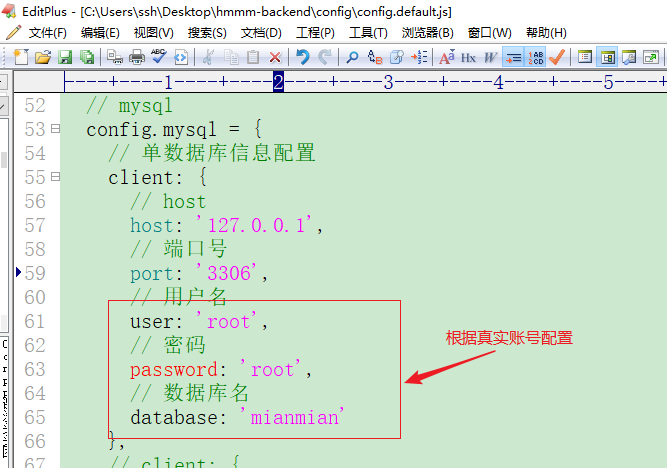 EditPlus - [C:\Users\ssh\Desktop\hmmm-backend\config\config.default.js]
文件(F) 编辑(E) 视图(V) 搜索(S) 文档(D) 工程(P) 工具(T) 浏览器(B) 窗口(W) 帮助(H)
----+----1----+----2----+----3----+----4----+----5----
52 // mysql
53 config.mysql = {
54 // 单数据库信息配置
55 client: {
56 // host
57 host: '127.0.0.1',
58 // 端口号
59 port: '3306',
60 // 用户名
61 user: 'root',
62 // 密码
63 password: 'root',
64 // 数据库名
65 database: 'mianmian'
66 },
67 // client: {
根据真实账号配置